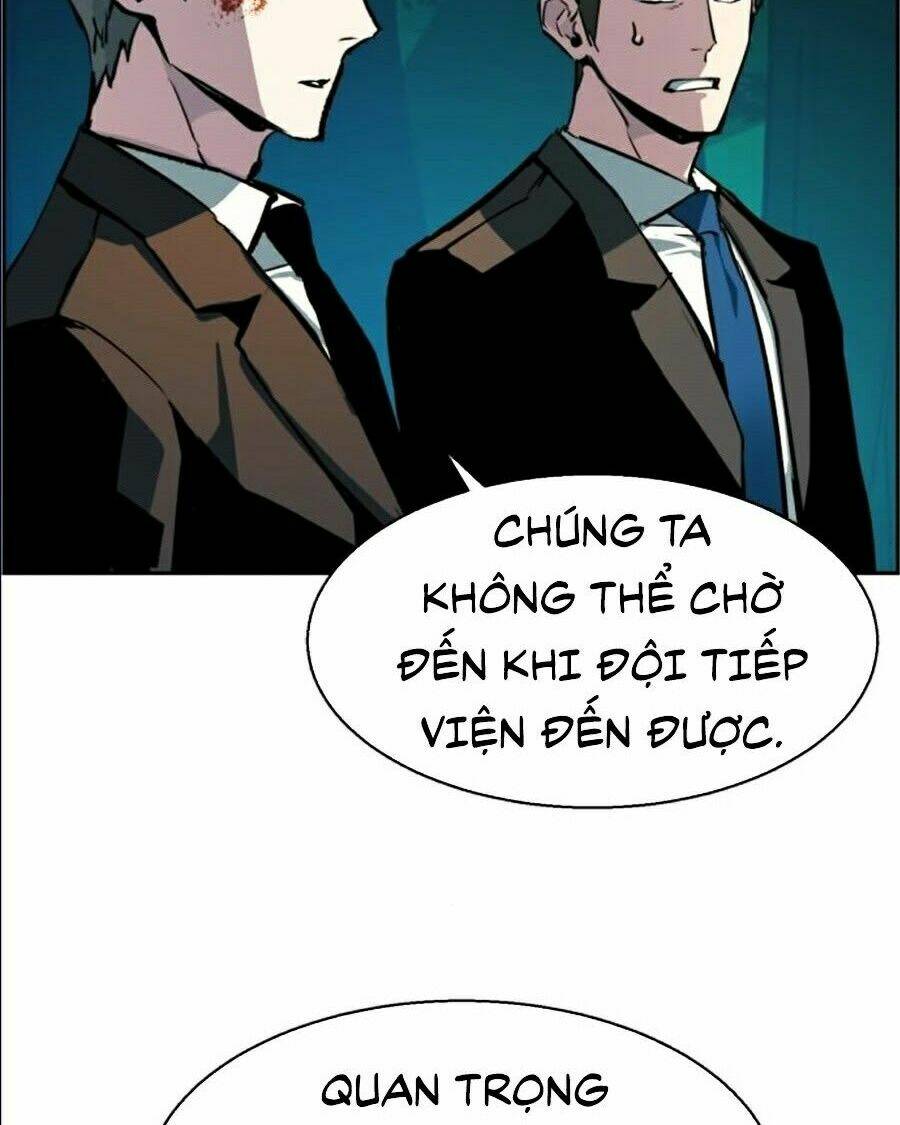 CHÚNG TA
KHÔNG THỂ CHỜ
ĐẾN KHI ĐỘI TIẾP
VIỆN ĐẾN ĐƯỢC.
QUAN TRỌNG